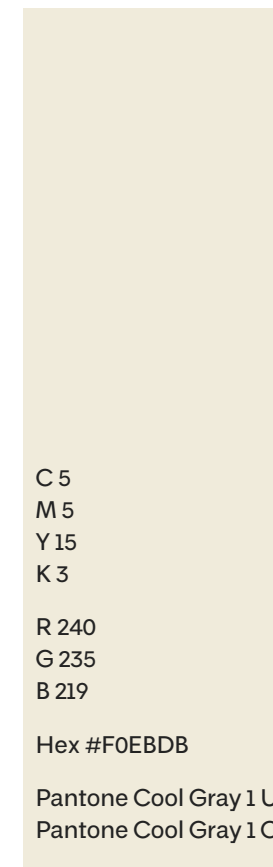 C 5
M 5
Y 15
K 3
R 240
G 235
B 219
Hex #F0EBDB
Pantone Cool Gray 1 U
Pantone Cool Gray 1 C